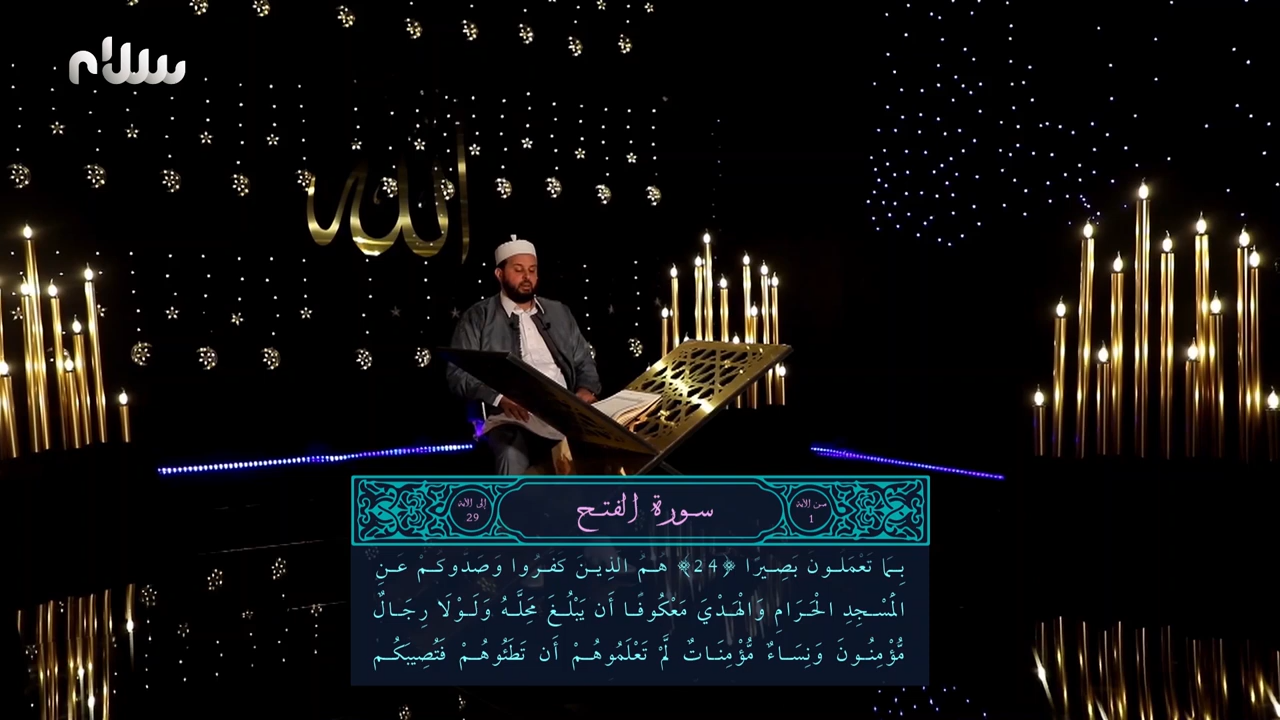 سلام
الله
سورة الفتح
من الآية
1
إلى الآية
29
بِمَا تَعْمَلُونَ بَصِيرًا ﴿24﴾ هُمُ الَّذِينَ كَفَرُوا وَصَدُّوكُمْ عَنِ
الْمَسْجِدِ الْحَرَامِ وَالْهَدْيَ مَعْكُوفًا أَن يَبْلُغَ مَحِلَّهُ وَلَوْلَا رِجَالٌ
مُّؤْمِنُونَ وَنِسَاءٌ مُّؤْمِنَاتٌ لَّمْ تَعْلَمُوهُمْ أَن تَطَئُوهُمْ فَتُصِيبَكُم